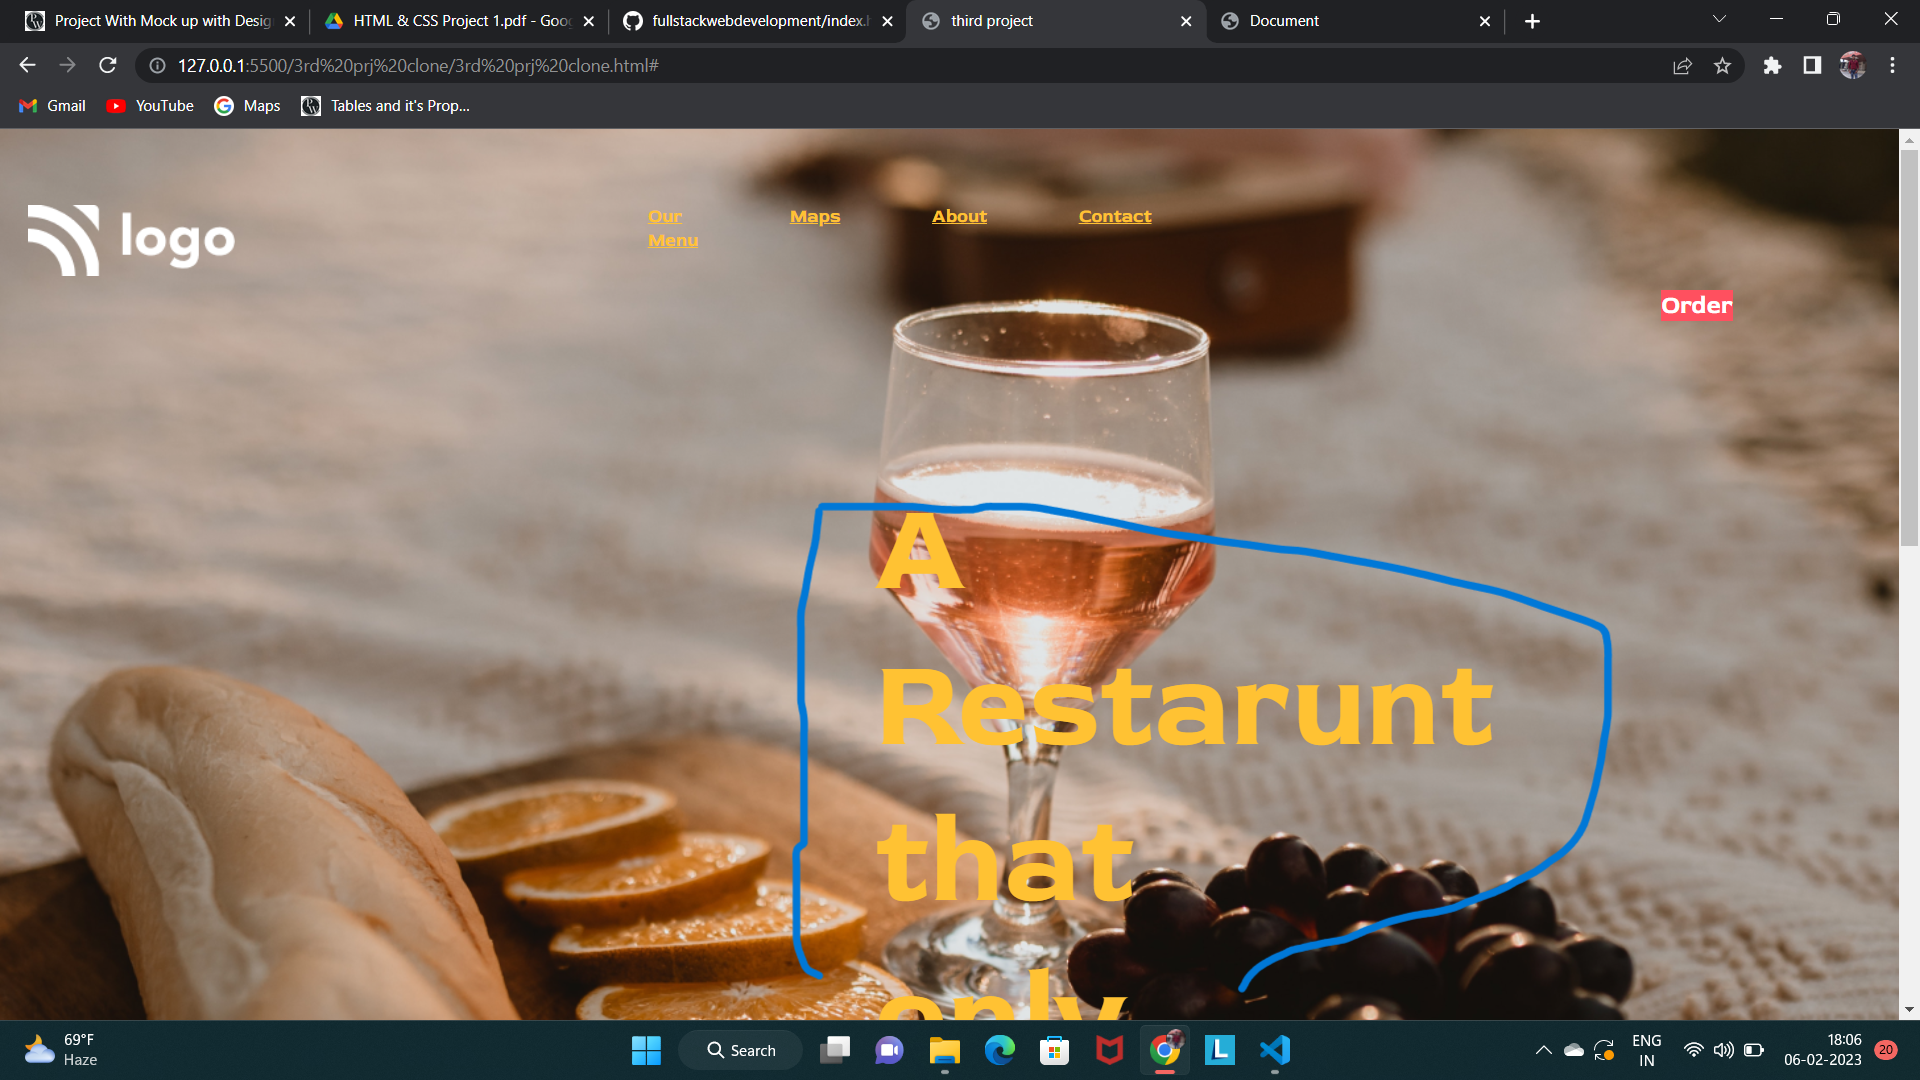 Project With Mock up with Desig
HTML & CSS Project 1.pdf - Goo
fullstackwebdevelopment/index.h
third project
Document
127.0.0.1:5500/3rd%20prj%20clone/3rd%20prj%20clone.html#
Gmail
YouTube
Maps
Tables and it's Prop...
logo
Our
Menu
Maps
About
Contact
Order
A
Restarunt
that
only
69°F
Haze
Search
L
ENG
IN
18:06
06-02-2023
20